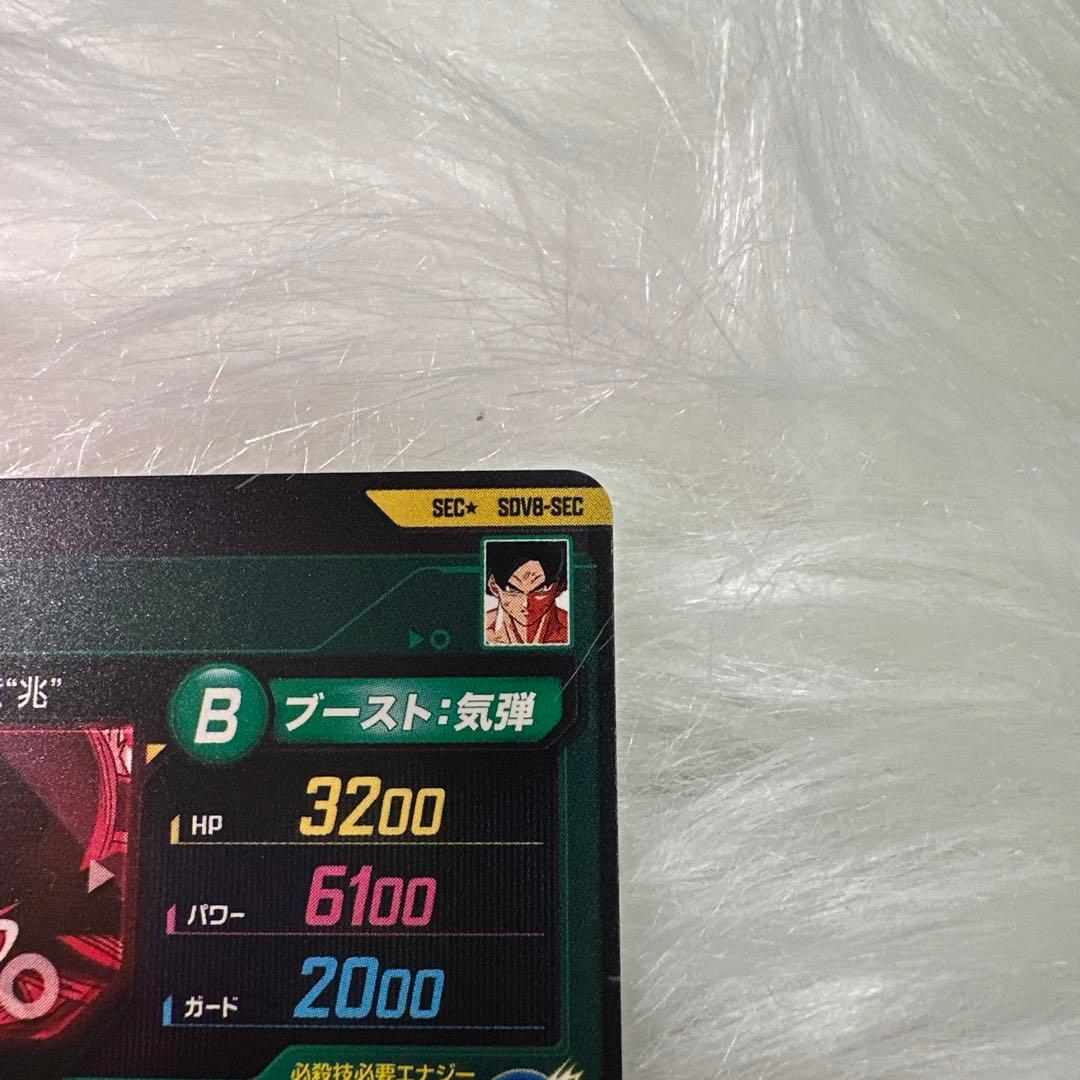 SEC★ SDV8-SEC
“兆”
B ブースト:気弾
HP 3200
パワー 6100
ガード 2000
必殺技必要エナジー